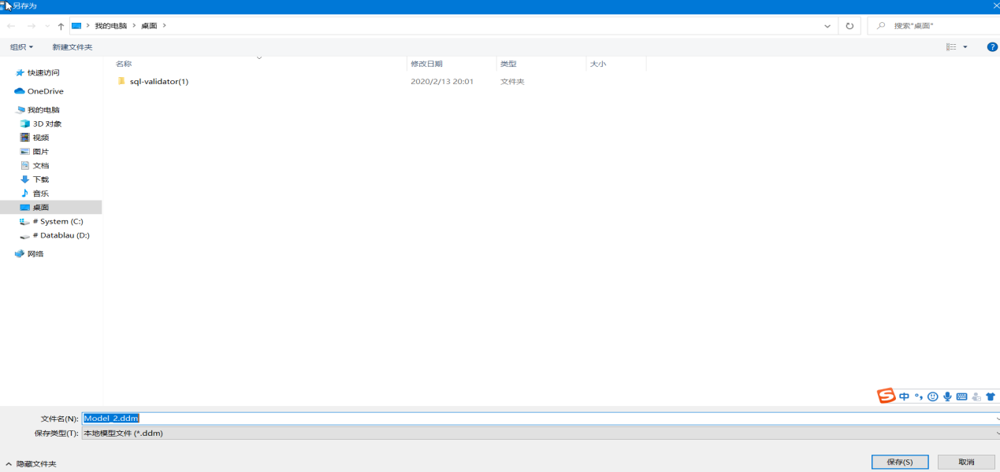 另存为
我的电脑 > 桌面 >
搜索"桌面"
组织 新建文件夹
名称 修改日期 类型 大小
sql-validator(1) 2020/2/13 20:01 文件夹
快速访问
OneDrive
我的电脑
3D 对象
视频
图片
文档
下载
音乐
桌面
# System (C:)
# Datablau (D:)
网络
中
文件名(N): Model_2.ddm
保存类型(T): 本地模型文件 (*.ddm)
隐藏文件夹
保存(S) 取消